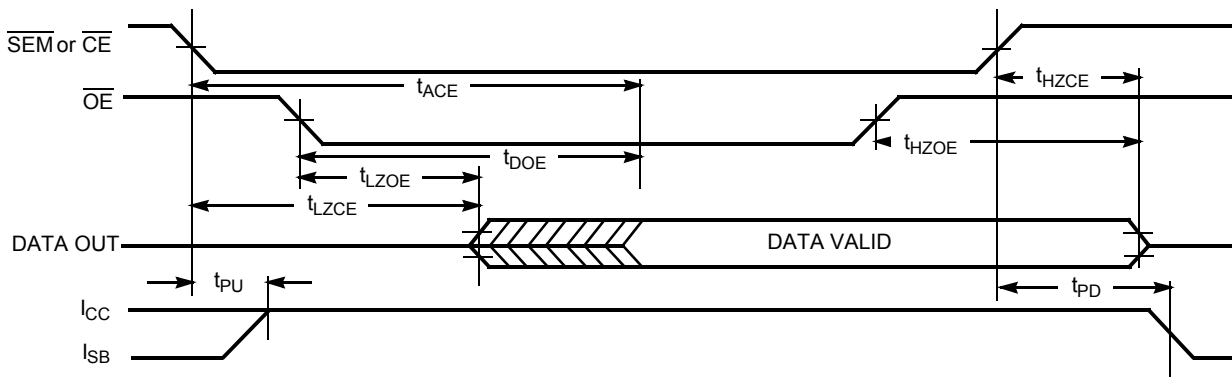 SEM or CE
tACE
tHZCE
OE
tDOE
tHZOE
tLZOE
tLZCE
DATA OUT
DATA VALID
tPU
tPD
ICC
ISB